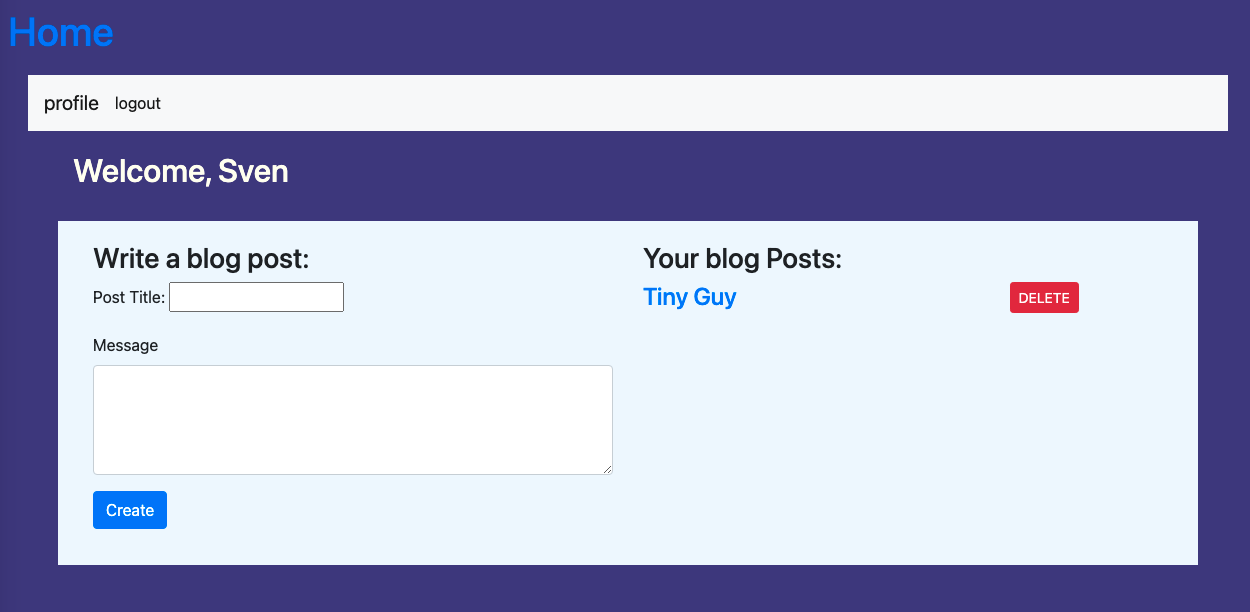 Home
profile logout
Welcome, Sven
Write a blog post:
Post Title:
Message
Create
Your blog Posts:
Tiny Guy DELETE